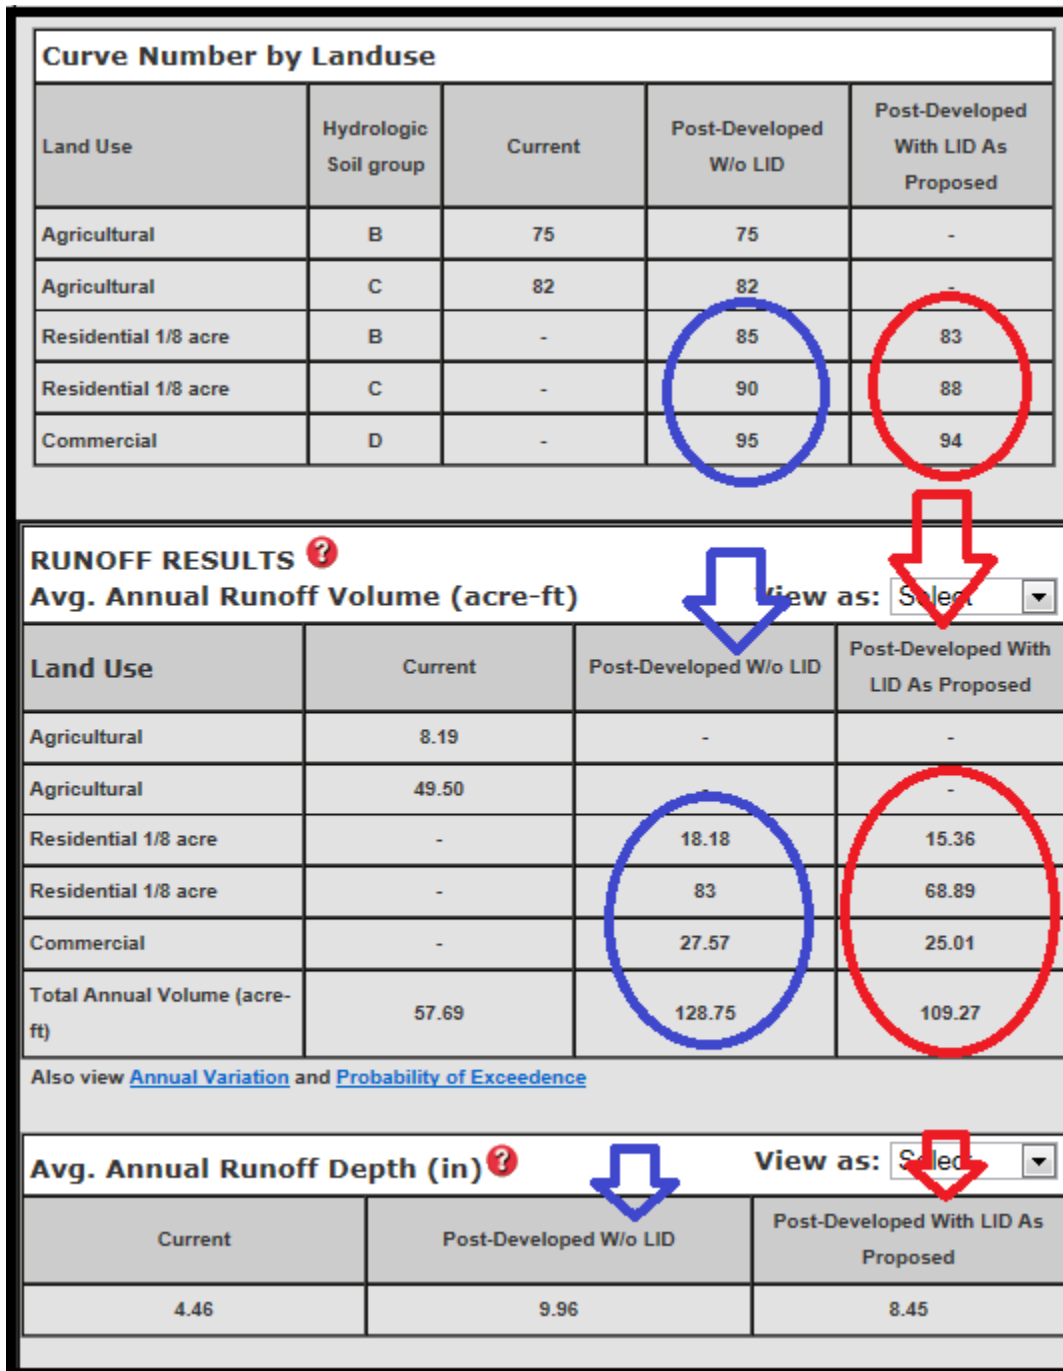 Curve Number by Landuse
Land Use
Hydrologic
Soil group
Current
Post-Developed
W/o LID
Post-Developed
With LID As
Proposed
Agricultural B 75 75 -
Agricultural C 82 82 -
Residential 1/8 acre B - 85 83
Residential 1/8 acre C - 90 88
Commercial D - 95 94
RUNOFF RESULTS ?
Avg. Annual Runoff Volume (acre-ft) View as: Select
Land Use
Current
Post-Developed W/o LID
Post-Developed With
LID As Proposed
Agricultural 8.19 - -
Agricultural 49.50 - -
Residential 1/8 acre - 18.18 15.36
Residential 1/8 acre - 83 68.89
Commercial - 27.57 25.01
Total Annual Volume (acre-
ft)
57.69 128.75 109.27
Also view Annual Variation and Probability of Exceedence
Avg. Annual Runoff Depth (in) ? View as: Select
Current
Post-Developed W/o LID
Post-Developed With LID As
Proposed
4.46 9.96 8.45